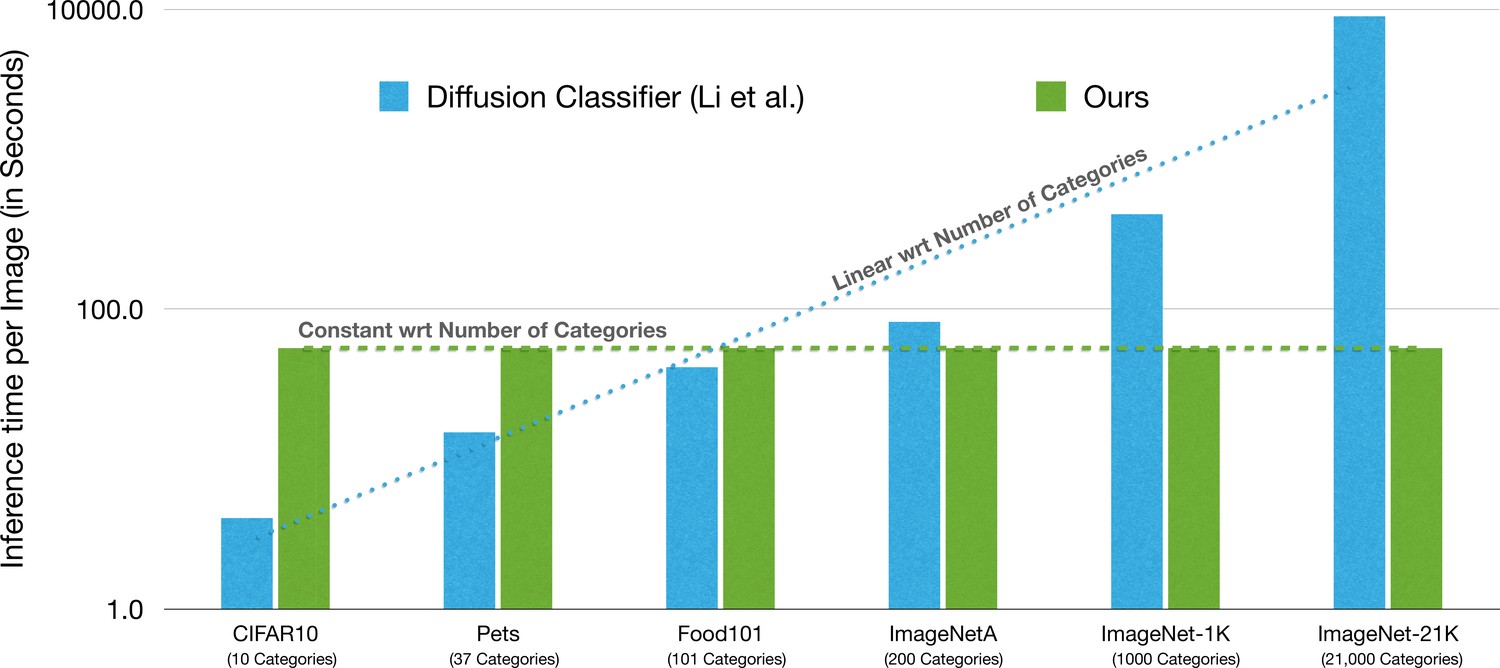 10000.0
Diffusion Classifier (Li et al.)
Ours
Inference time per Image (in Seconds)
Linear wrt Number of Categories
100.0
Constant wrt Number of Categories
1.0
CIFAR10
(10 Categories)
Pets
(37 Categories)
Food101
(101 Categories)
ImageNetA
(200 Categories)
ImageNet-1K
(1000 Categories)
ImageNet-21K
(21,000 Categories)